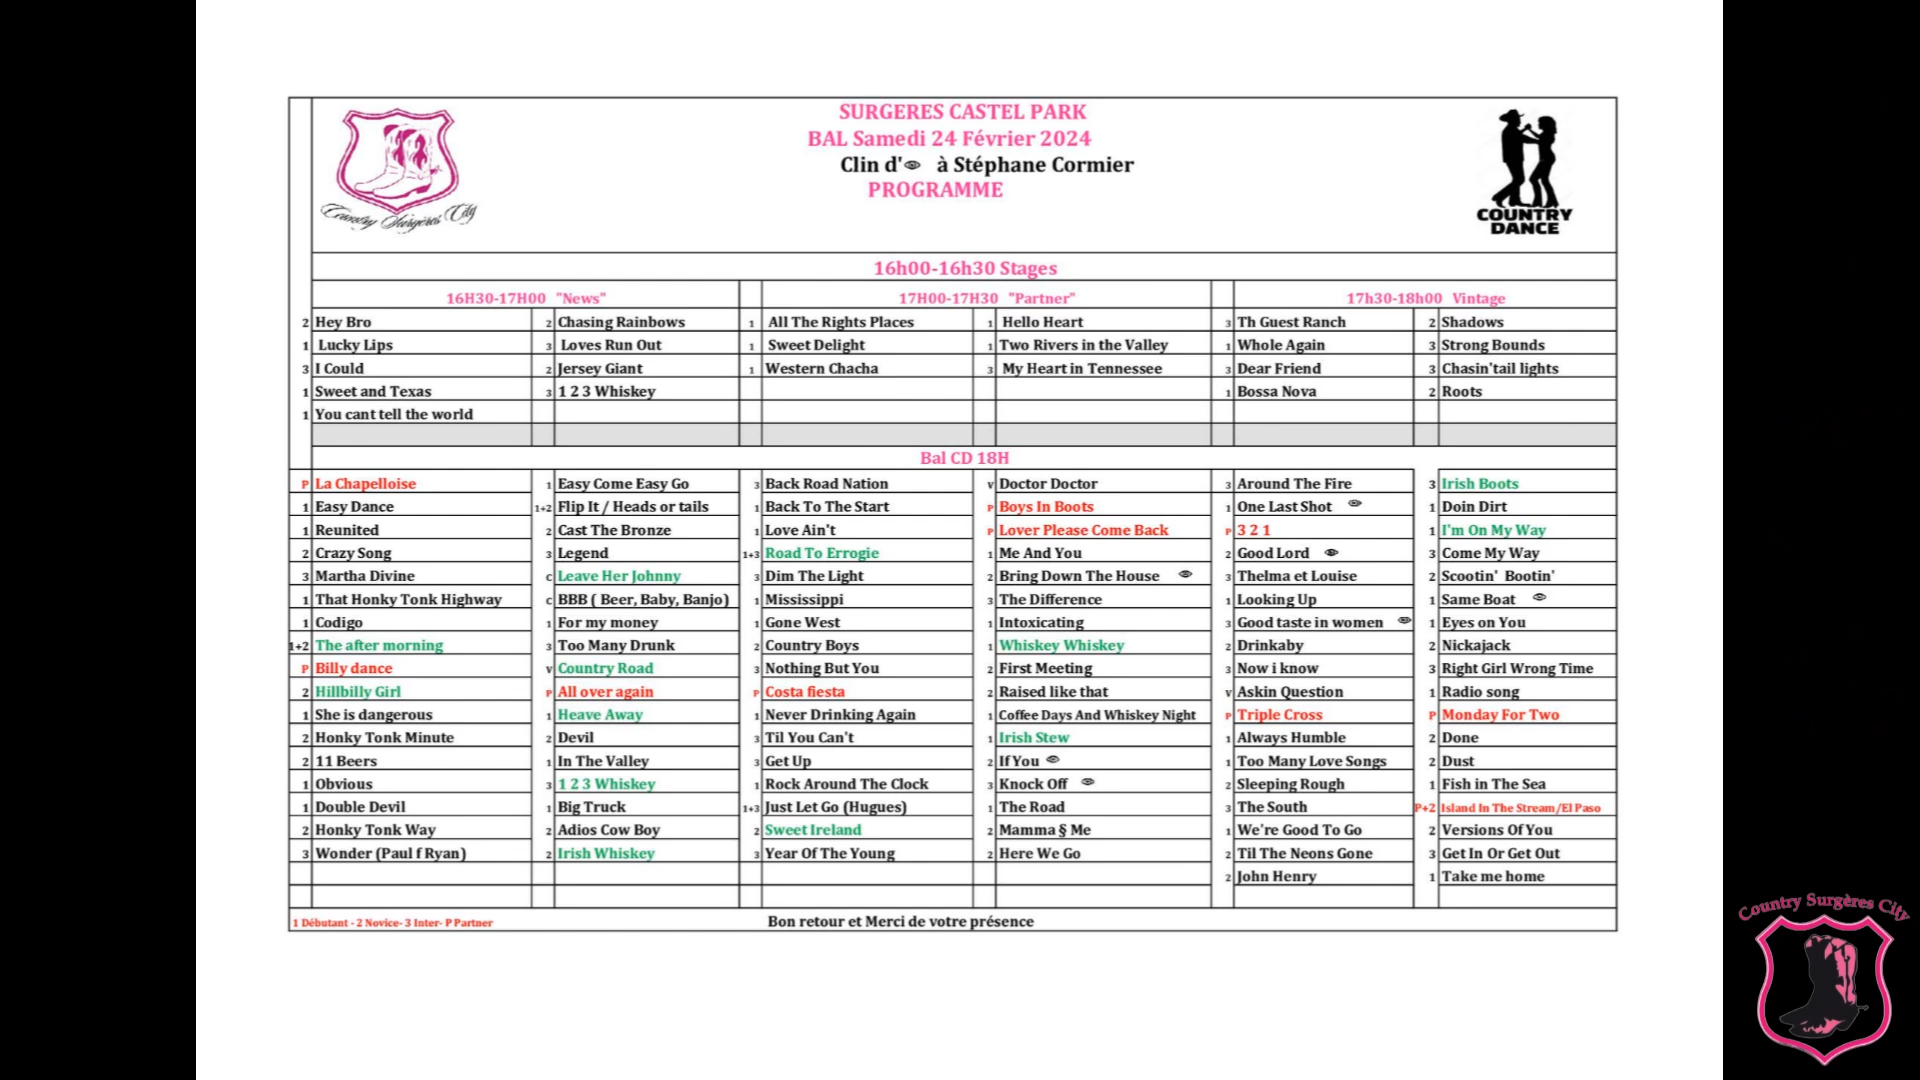 SURGERES CASTEL PARK
BAL Samedi 24 Février 2024
Clin d'👁 à Stéphane Cormier
PROGRAMME
Country Surgères City
COUNTRY
DANCE
16h00-16h30 Stages
16H30-17H00 "News" 17H00-17H30 "Partner" 17h30-18h00 Vintage
2 Hey Bro 2 Chasing Rainbows 1 All The Rights Places 1 Hello Heart 3 Th Guest Ranch 2 Shadows
1 Lucky Lips 3 Loves Run Out 1 Sweet Delight 1 Two Rivers in the Valley 1 Whole Again 3 Strong Bounds
3 I Could 2 Jersey Giant 1 Western Chacha 3 My Heart in Tennessee 3 Dear Friend 3 Chasin'tail lights
1 Sweet and Texas 3 1 2 3 Whiskey 1 Bossa Nova 2 Roots
1 You cant tell the world
Bal CD 18H
P La Chapelloise 1 Easy Come Easy Go 3 Back Road Nation V Doctor Doctor 3 Around The Fire 3 Irish Boots
1 Easy Dance 1+2 Flip It / Heads or tails 1 Back To The Start P Boys In Boots 1 One Last Shot 👁 1 Doin Dirt
1 Reunited 2 Cast The Bronze 1 Love Ain't P Lover Please Come Back P 3 2 1 1 I'm On My Way
2 Crazy Song 3 Legend 1+3 Road To Errogie 1 Me And You 2 Good Lord 👁 3 Come My Way
3 Martha Divine C Leave Her Johnny 3 Dim The Light 2 Bring Down The House 👁 3 Thelma et Louise 2 Scootin' Bootin'
1 That Honky Tonk Highway C BBB ( Beer, Baby, Banjo) 1 Mississippi 3 The Difference 1 Looking Up 1 Same Boat 👁
1 Codigo 1 For my money 1 Gone West 1 Intoxicating 3 Good taste in women 👁 1 Eyes on You
1+2 The after morning 3 Too Many Drunk 2 Country Boys 1 Whiskey Whiskey 2 Drinkaby 2 Nickajack
P Billy dance V Country Road 3 Nothing But You 2 First Meeting 3 Now i know 3 Right Girl Wrong Time
2 Hillbilly Girl P All over again P Costa fiesta 2 Raised like that V Askin Question 1 Radio song
1 She is dangerous 1 Heave Away 1 Never Drinking Again 1 Coffee Days And Whiskey Night P Triple Cross P Monday For Two
2 Honky Tonk Minute 2 Devil 3 Til You Can't 1 Irish Stew 1 Always Humble 2 Done
2 11 Beers 1 In The Valley 3 Get Up 2 If You 👁 1 Too Many Love Songs 2 Dust
1 Obvious 3 1 2 3 Whiskey 1 Rock Around The Clock 3 Knock Off 👁 2 Sleeping Rough 1 Fish in The Sea
1 Double Devil 1 Big Truck 1+3 Just Let Go (Hugues) 1 The Road 3 The South P+2 Island In The Stream/El Paso
2 Honky Tonk Way 2 Adios Cow Boy 2 Sweet Ireland 2 Mamma § Me 1 We're Good To Go 2 Versions Of You
3 Wonder (Paul f Ryan) 2 Irish Whiskey 3 Year Of The Young 2 Here We Go 2 Til The Neons Gone 3 Get In Or Get Out
2 John Henry 1 Take me home
1 Débutant - 2 Novice- 3 Inter- P Partner Bon retour et Merci de votre présence
Country Surgères City